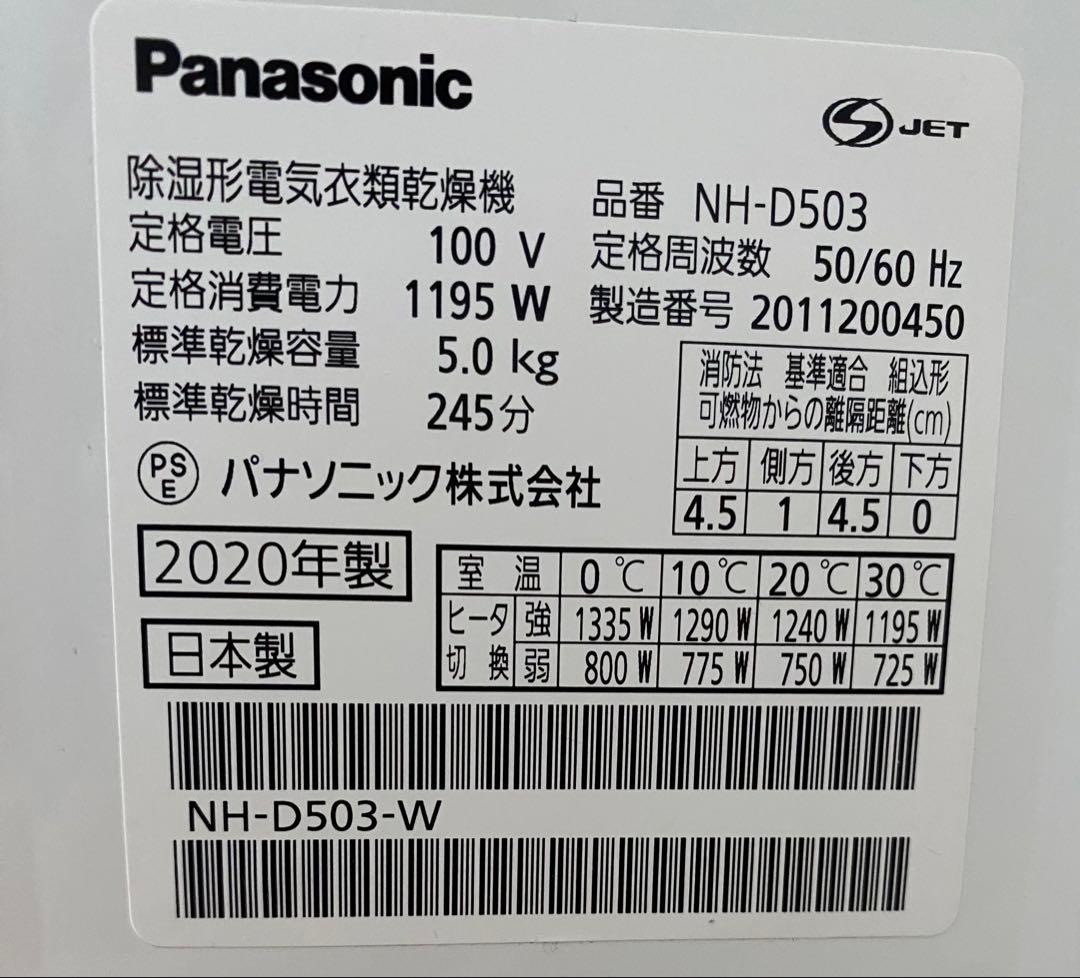 Panasonic
JET
除湿形電気衣類乾燥機 品番 NH-D503
定格電圧 100 V 定格周波数 50/60 Hz
定格消費電力 1195 W 製造番号 2011200450
標準乾燥容量 5.0 kg
標準乾燥時間 245分
消防法 基準適合 組込形
可燃物からの離隔距離(cm)
上方 側方 後方 下方
4.5 1 4.5 0
PSE パナソニック株式会社
2020年製
日本製
室 温 0 ℃ 10 ℃ 20 ℃ 30 ℃
ヒータ 強 1335 W 1290 W 1240 W 1195 W
切 換 弱 800 W 775 W 750 W 725 W
NH-D503-W